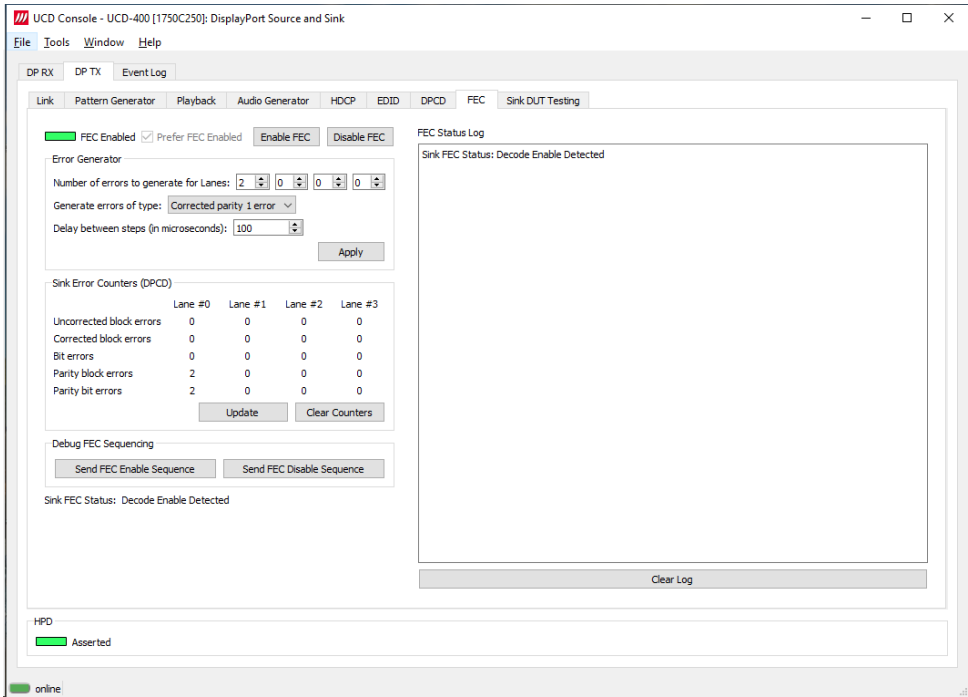 UCD Console - UCD-400 [1750C250]: DisplayPort Source and Sink
File Tools Window Help
DP RX DP TX Event Log
Link Pattern Generator Playback Audio Generator HDCP EDID DPCD FEC Sink DUT Testing
FEC Enabled Prefer FEC Enabled Enable FEC Disable FEC
Error Generator
Number of errors to generate for Lanes: 2 0 0 0
Generate errors of type: Corrected parity 1 error
Delay between steps (in microseconds): 100
Apply
Sink Error Counters (DPCD)
Lane #0 Lane #1 Lane #2 Lane #3
Uncorrected block errors 0 0 0 0
Corrected block errors 0 0 0 0
Bit errors 0 0 0 0
Parity block errors 2 0 0 0
Parity bit errors 2 0 0 0
Update Clear Counters
Debug FEC Sequencing
Send FEC Enable Sequence Send FEC Disable Sequence
Sink FEC Status: Decode Enable Detected
FEC Status Log
Sink FEC Status: Decode Enable Detected
Clear Log
HPD
Asserted
online